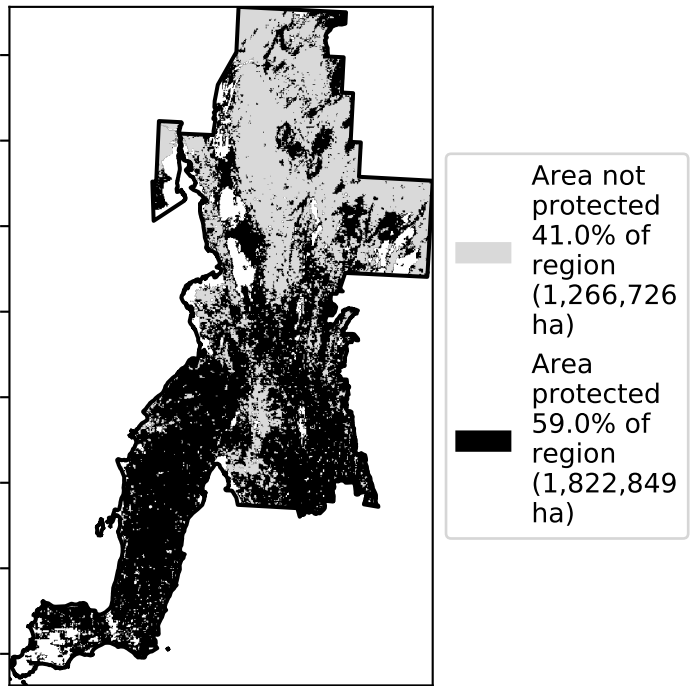 Area not
protected
41.0% of
region
(1,266,726
ha)
Area
protected
59.0% of
region
(1,822,849
ha)